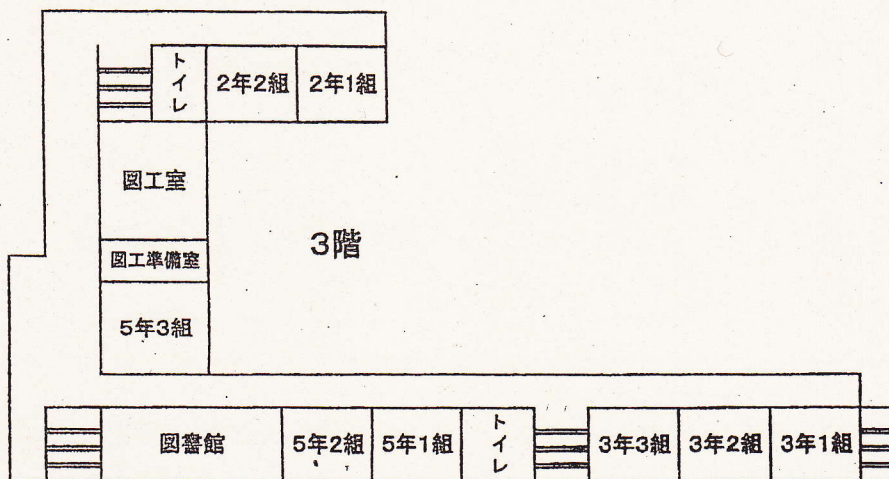 トイレ
2年2組
2年1組
図工室
3階
図工準備室
5年3組
図書館
5年2組
5年1組
トイレ
3年3組
3年2組
3年1組